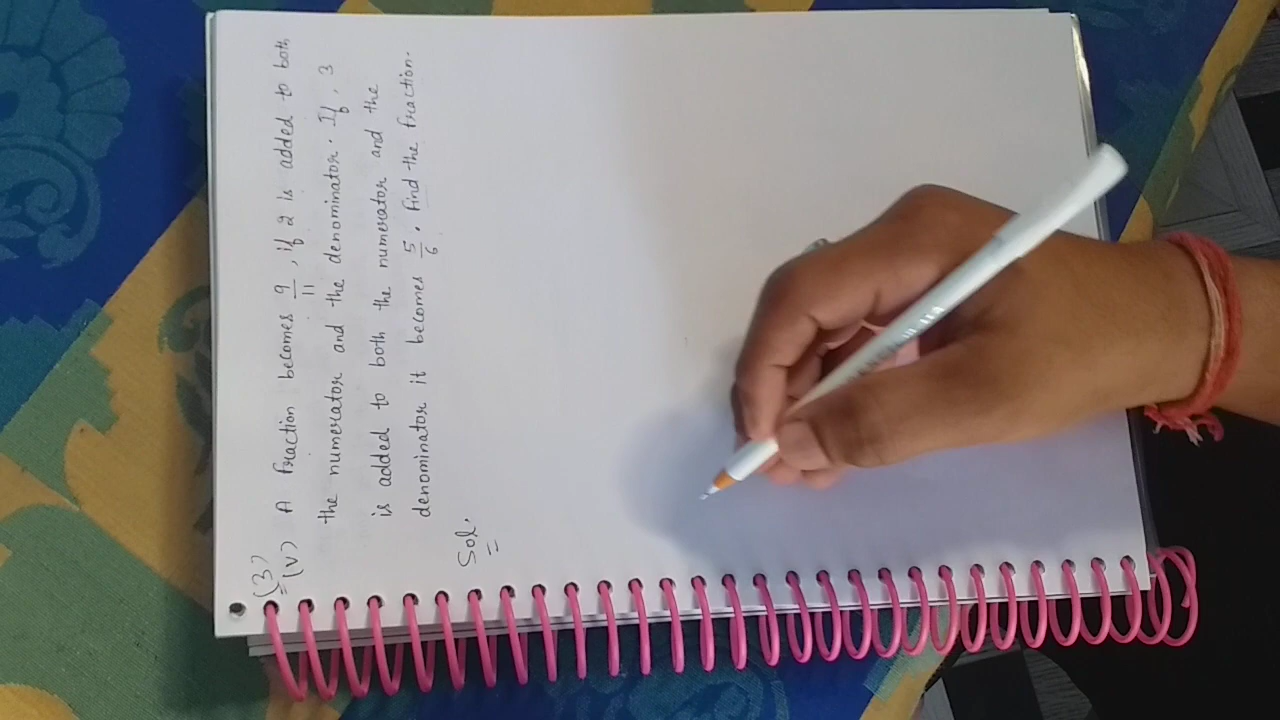 (3)
(v) A fraction becomes 9/11, if 2 is added to both
the numerator and the denominator. If, 3
is added to both the numerator and the
denominator it becomes 5/6. Find the fraction.
Sol.